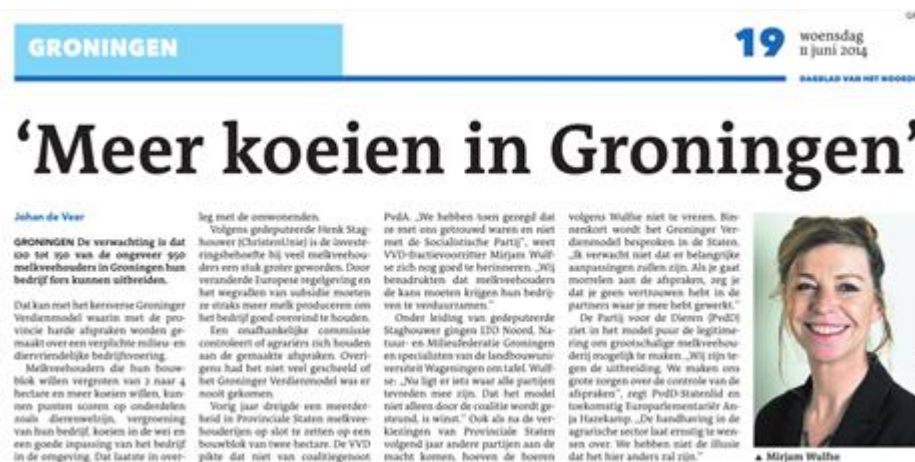 GRONINGEN
19
woensdag
11 juni 2014
DAGBLAD VAN HET NOORDEN
‘Meer koeien in Groningen’
Johan de Veer
GRONINGEN De verwachting is dat
100 tot 150 van de ongeveer 950
melkveehouders in Groningen hun
bedrijf fors kunnen uitbreiden.
Dat kan met het kersverse Groninger
Verdienmodel waarin met de pro-
vincie harde afspraken worden ge-
maakt over een verplichte milieu- en
diervriendelijke bedrijfsvoering.
Melkveehouders die hun bouw-
blok willen vergroten van 2 naar 4
hectare en meer koeien willen, kun-
nen punten scoren op onderdelen
zoals dierenwelzijn, vergroening
van hun bedrijf, koeien in de wei en
een goede inpassing van het bedrijf
in de omgeving. Dat laatste in over-
leg met de omwonenden.
Volgens gedeputeerde Henk Stag-
houwer (ChristenUnie) is de investe-
ringsbehoefte bij veel melkveehou-
ders een stuk groter geworden. Door
veranderde Europese regelgeving en
het wegvallen van subsidie moeten
ze straks meer melk produceren om
het bedrijf goed overeind te houden.
Een onafhankelijke commissie
controleert of agrariërs zich houden
aan de gemaakte afspraken. Overi-
gens had het niet veel gescheeld of
het Groninger Verdienmodel was er
nooit gekomen.
Vorig jaar dreigde een meerder-
heid in Provinciale Staten melkvee-
houderijen op slot te zetten op een
bouwblok van twee hectare. De VVD
pikte dat niet van coalitiegenoot
PvdA. „We hebben toen gezegd dat
ze met ons getrouwd waren en niet
met de Socialistische Partij”, weet
VVD-fractievoorzitter Mirjam Wulf-
se zich nog goed te herinneren. „Wij
benadrukten dat melkveehouders
de kans moeten krijgen hun bedrij-
ven te verduurzamen.”
Onder leiding van gedeputeerde
Staghouwer gingen LTO Noord, Na-
tuur- en Milieufederatie Groningen
en specialisten van de landbouwuni-
versiteit Wageningen om tafel. Wulf-
se: „Nu ligt er iets waar alle partijen
tevreden mee zijn. Dat het model
niet alleen door de coalitie wordt ge-
steund, is winst.” Ook als na de ver-
kiezingen van Provinciale Staten
volgend jaar andere partijen aan de
macht komen, hoeven de boeren
volgens Wulfse niet te vrezen. Bin-
nenkort wordt het Groninger Ver-
dienmodel besproken in de Staten.
„Ik verwacht niet dat er belangrijke
aanpassingen zullen zijn. Als je gaat
morrelen aan de afspraken, zeg je
dat je geen vertrouwen hebt in de
partners waar je mee hebt gewerkt.”
De Partij voor de Dieren (PvdD)
ziet in het model puur de legitime-
ring om grootschalige melkveehou-
derij mogelijk te maken. „Wij zijn te-
gen de uitbreiding. We maken ons
grote zorgen over de controle van de
afspraken”, zegt PvdD-Statenlid en
toekomstig Europarlementariër An-
ja Hazekamp. „De handhaving in de
agrarische sector laat ernstig te wen-
sen over. We hebben niet de illusie
dat het hier anders zal zijn.”
▲ Mirjam Wulfse